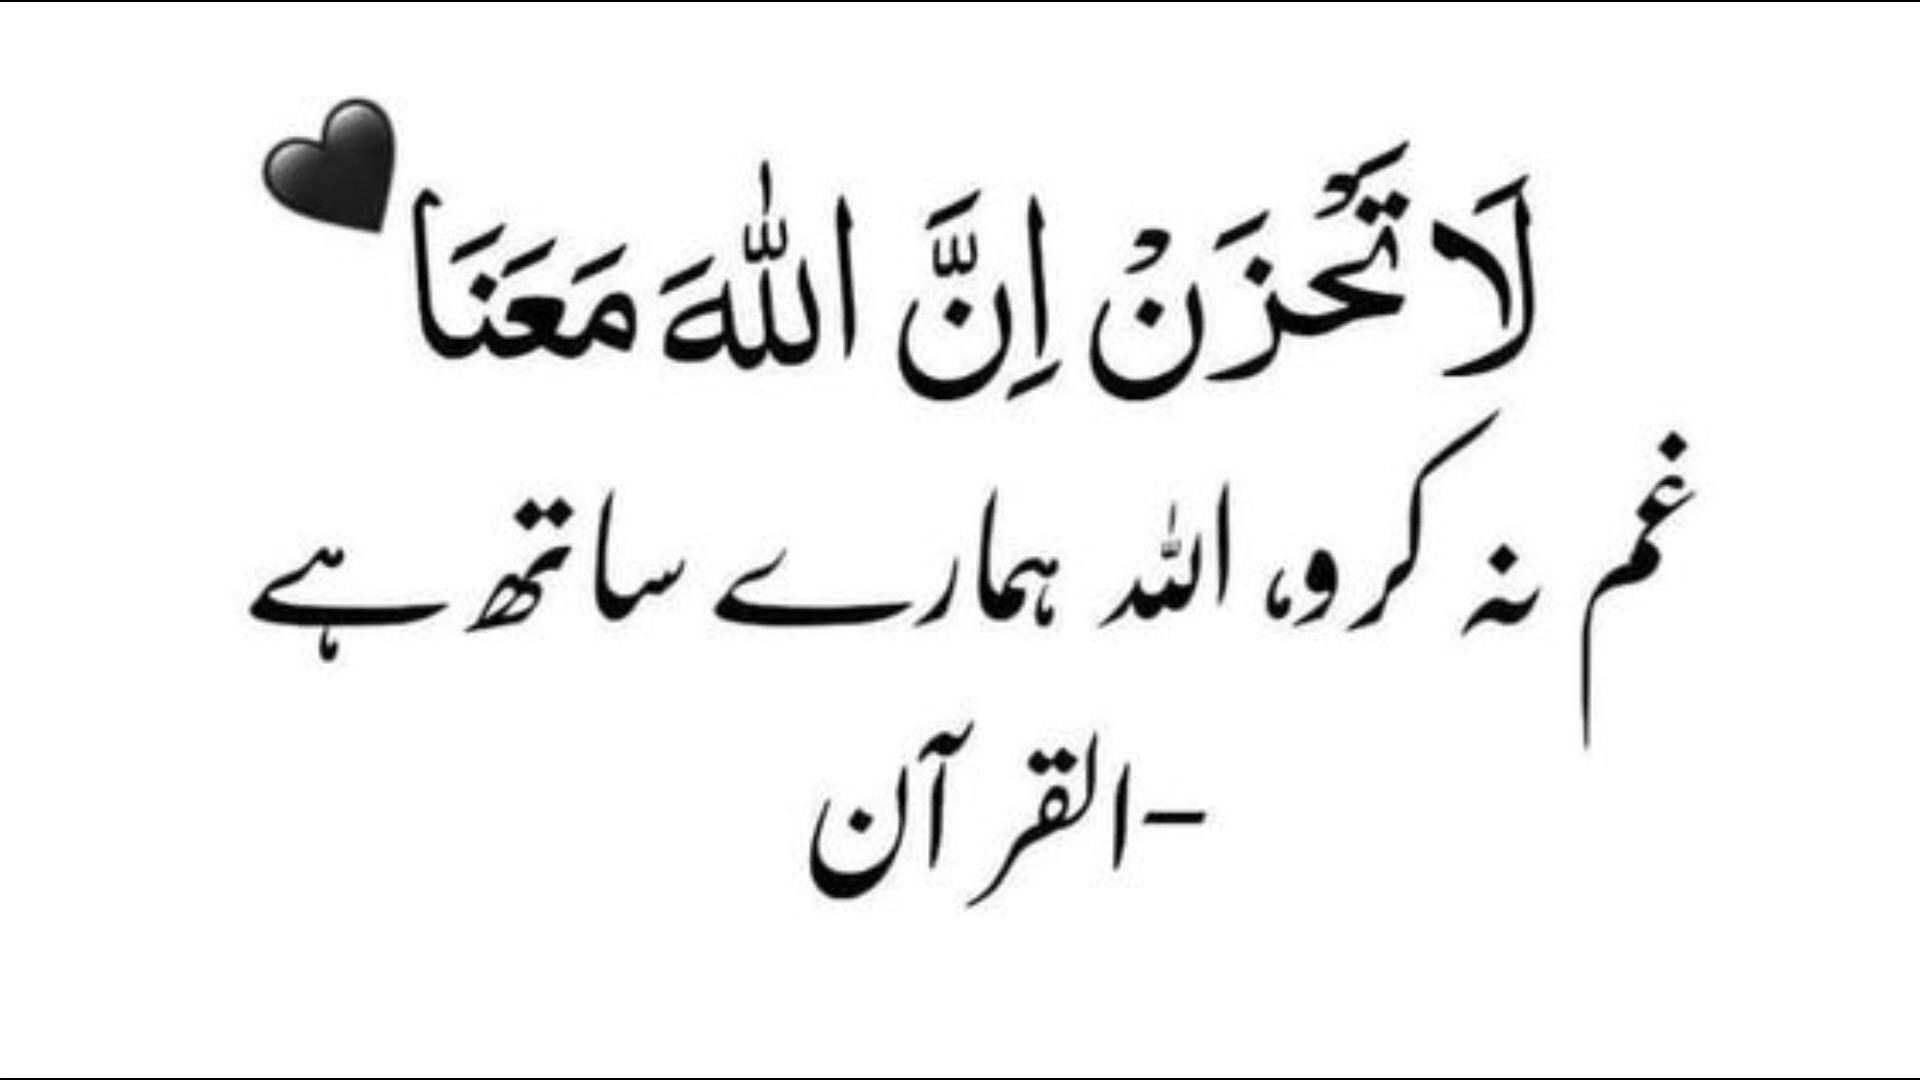 لَا تَحْزَنْ اِنَّ اللّٰهَ مَعَنَا
غم نہ کرو، اللہ ہمارے ساتھ ہے
-القرآن